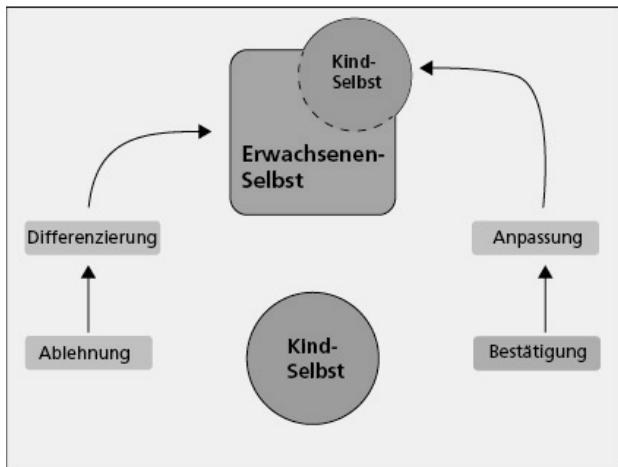 Kind-
Selbst
Erwachsenen-
Selbst
Differenzierung
Anpassung
Ablehnung
Kind-
Selbst
Bestätigung